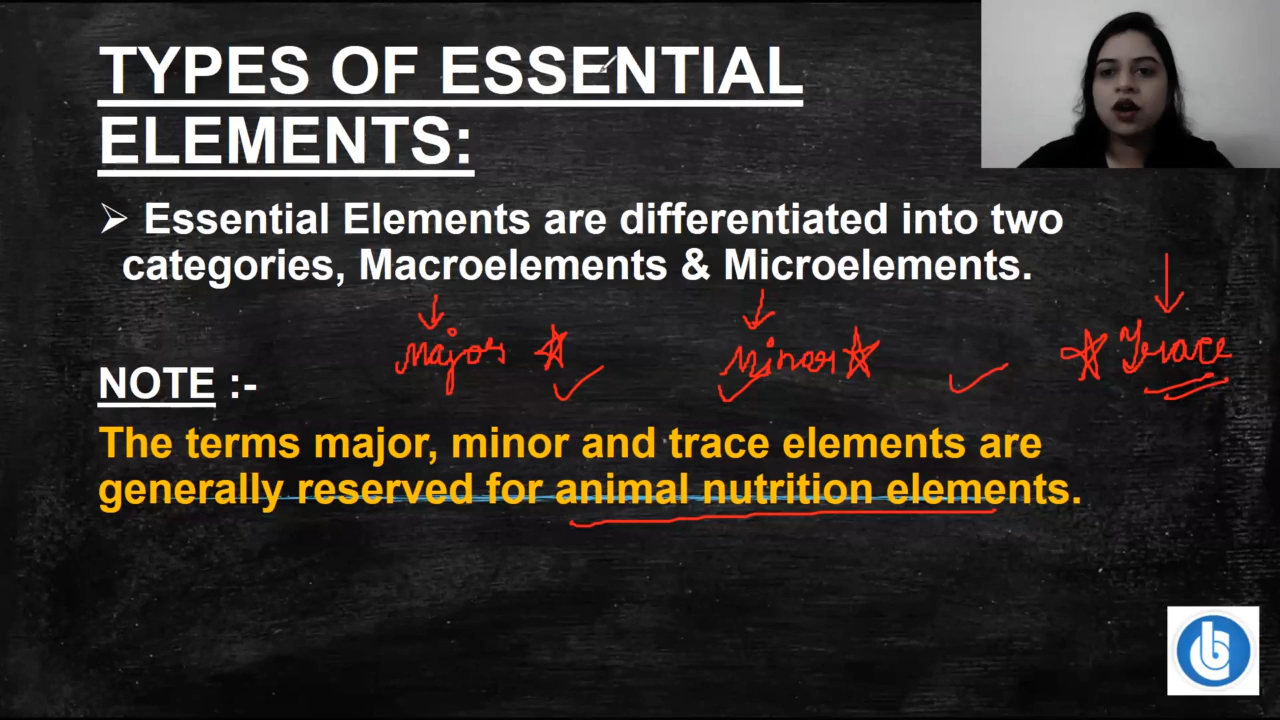 TYPES OF ESSENTIAL
ELEMENTS:
➢ Essential Elements are differentiated into two
categories, Macroelements & Microelements.
Major
Minor
Trace
NOTE :-
The terms major, minor and trace elements are
generally reserved for animal nutrition elements.